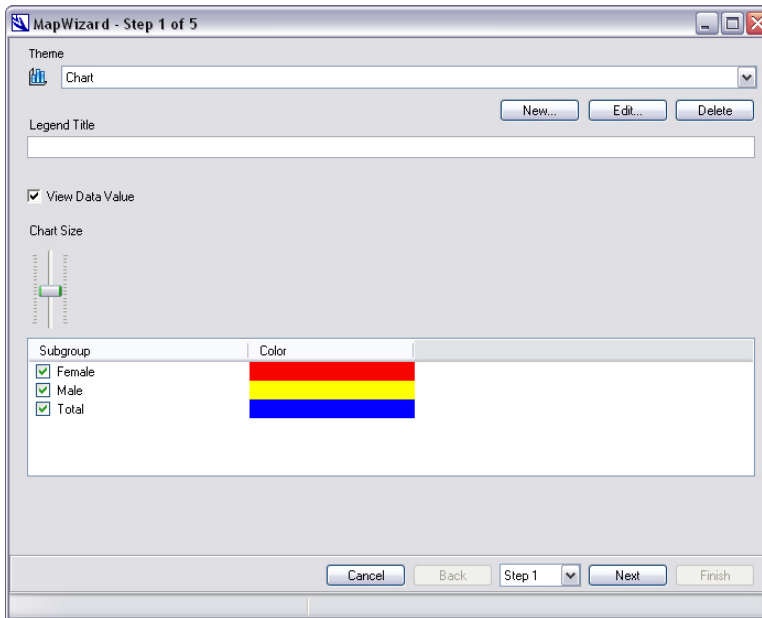 MapWizard - Step 1 of 5
Theme
Chart
New... Edit... Delete
Legend Title
View Data Value
Chart Size
Subgroup Color
Female
Male
Total
Cancel Back Step 1 Next Finish